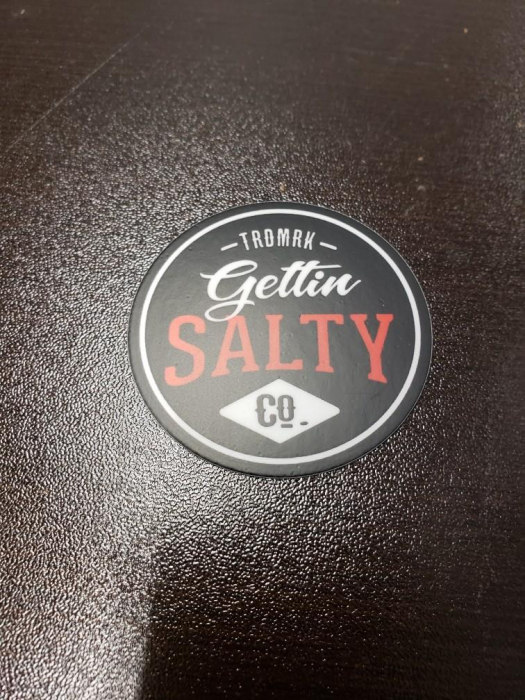 -TRDMRK-
Gettin
SALTY
CO.